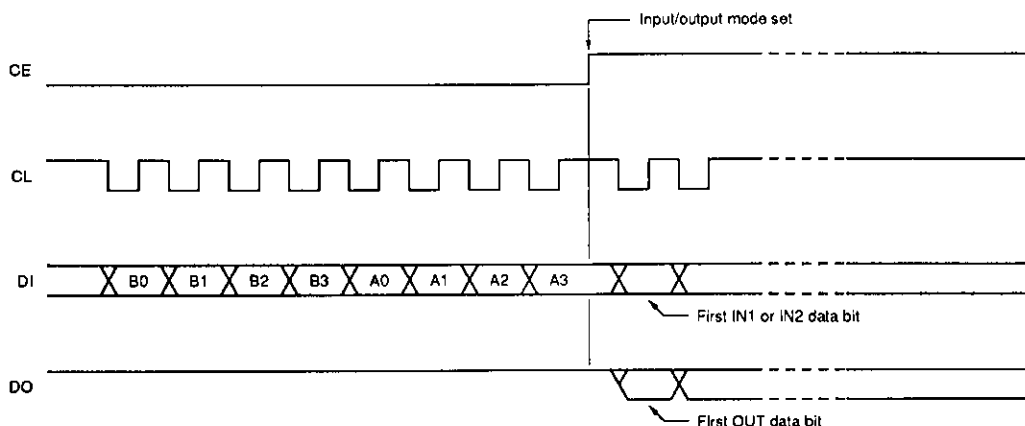 Input/output mode set
CE
CL
DI B0 B1 B2 B3 A0 A1 A2 A3
First IN1 or IN2 data bit
DO
First OUT data bit